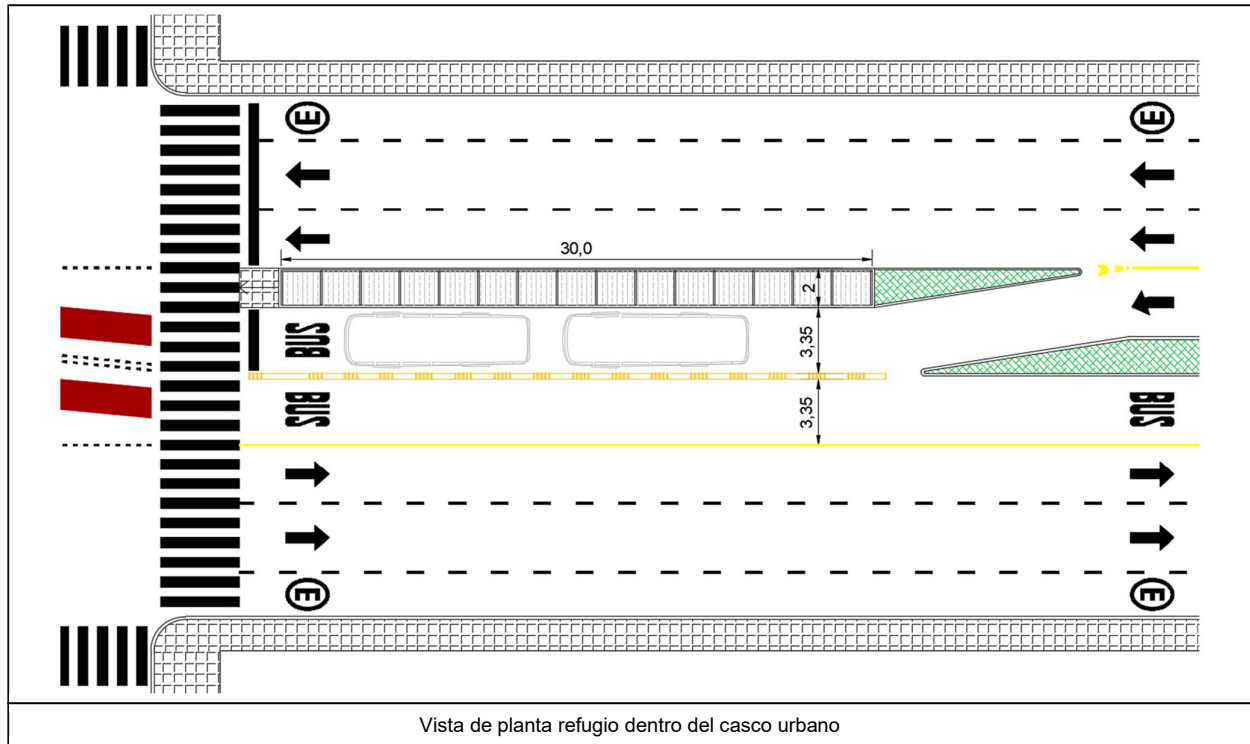 E
E
30,0
2
BUS
3,35
BUS
3,35
BUS
E
E
Vista de planta refugio dentro del casco urbano